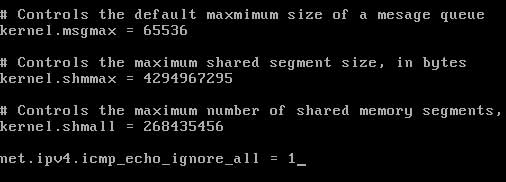 # Controls the default maxmimum size of a mesage queue
kernel.msgmax = 65536
# Controls the maximum shared segment size, in bytes
kernel.shmmax = 4294967295
# Controls the maximum number of shared memory segments,
kernel.shmall = 268435456
net.ipv4.icmp_echo_ignore_all = 1_